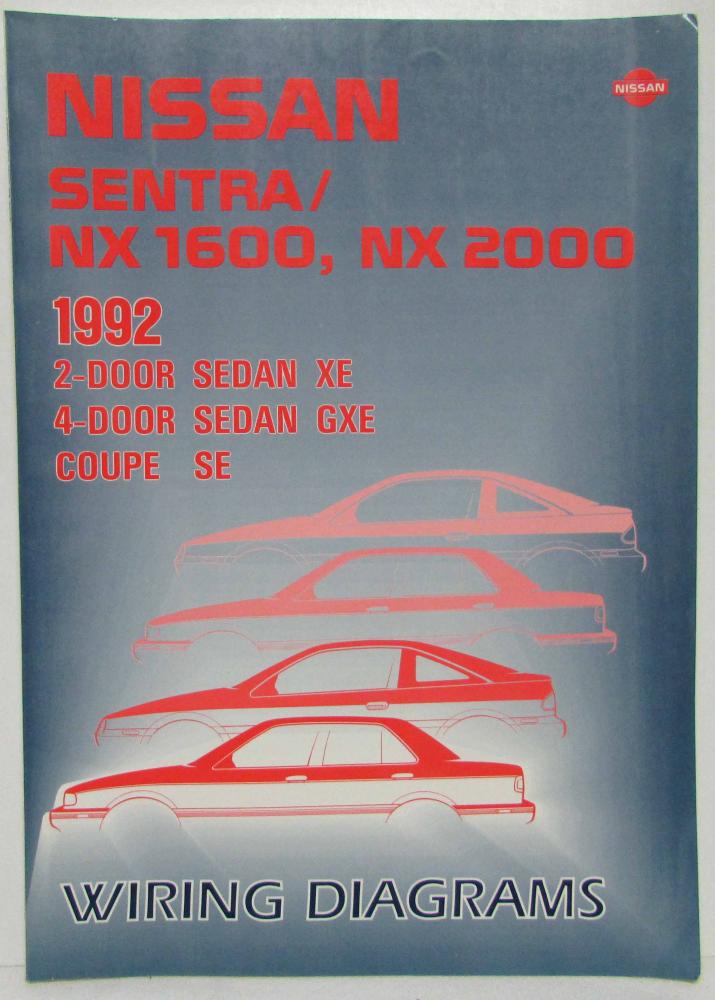 NISSAN
NISSAN
SENTRA/
NX 1600, NX 2000
1992
2-DOOR SEDAN XE
4-DOOR SEDAN GXE
COUPE SE
WIRING DIAGRAMS